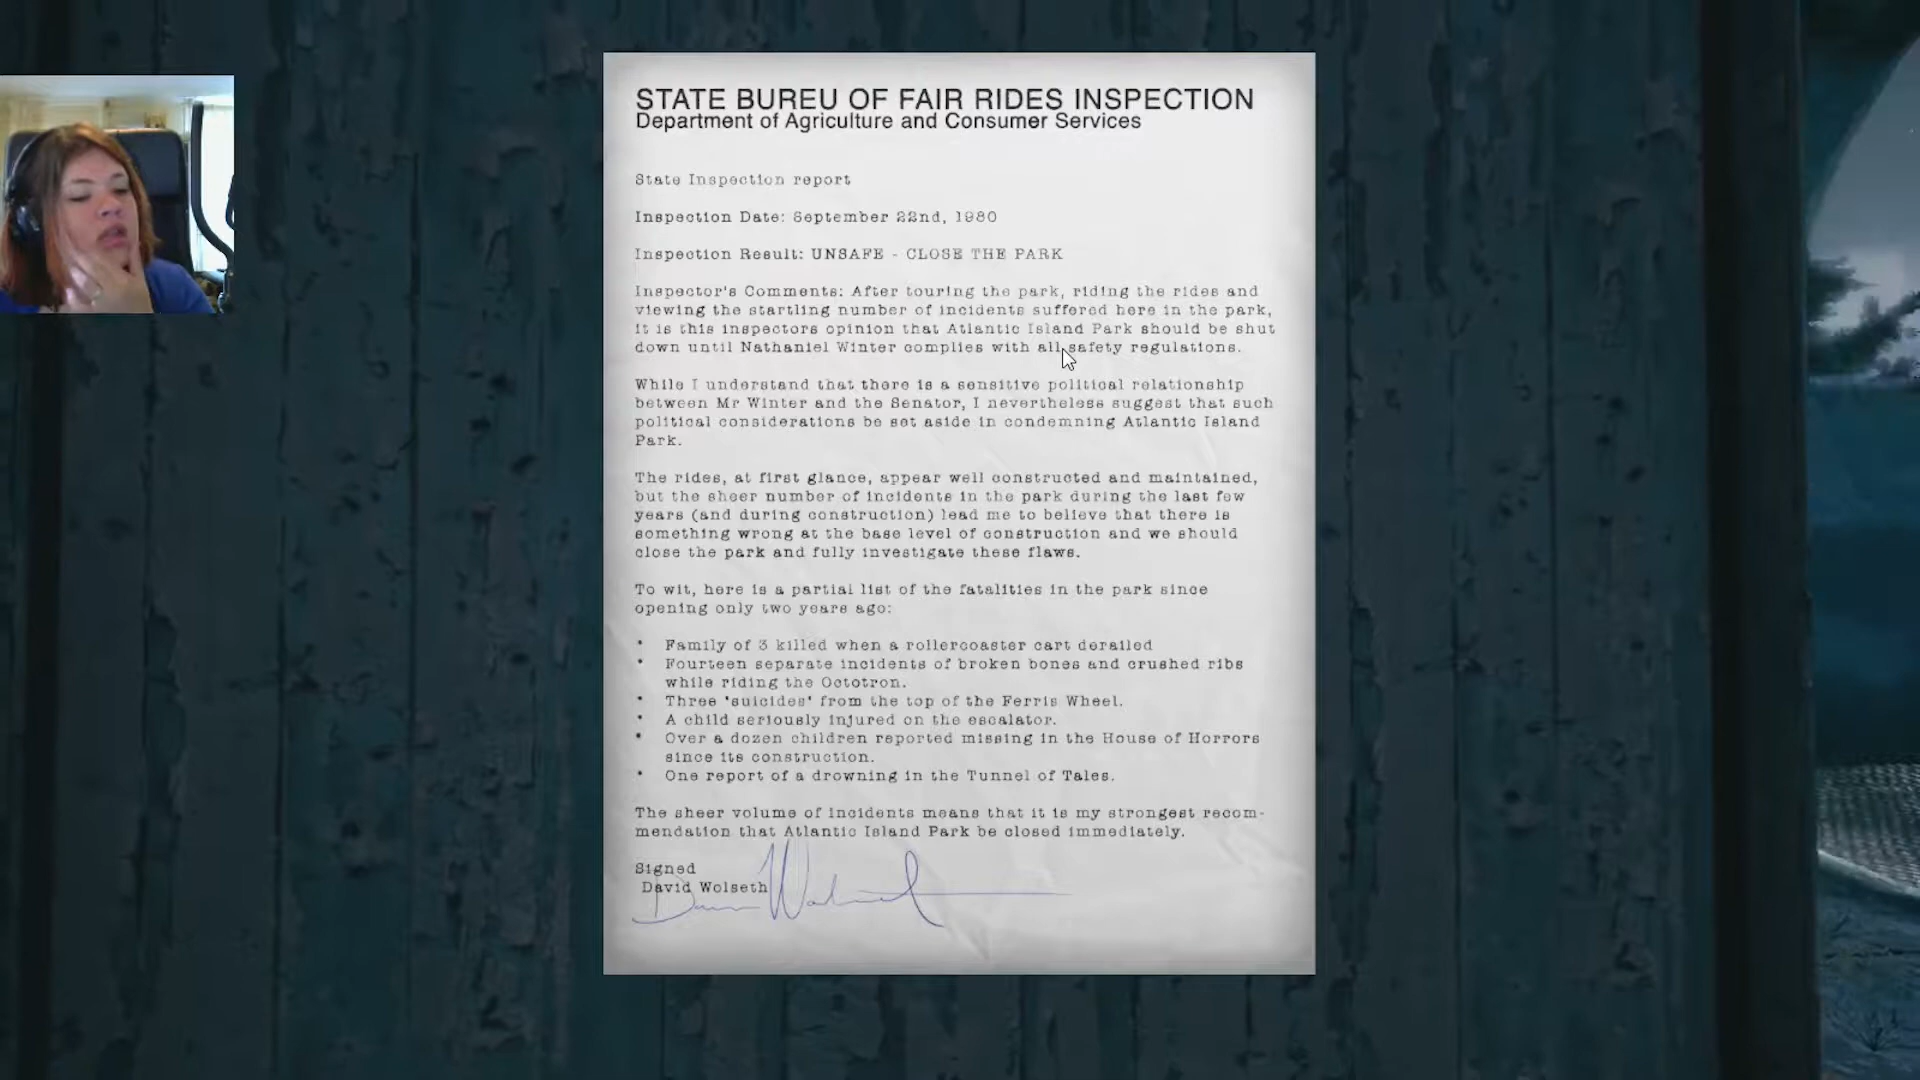 STATE BUREU OF FAIR RIDES INSPECTION
Department of Agriculture and Consumer Services
State Inspection report
Inspection Date: September 22nd, 1980
Inspection Result: UNSAFE - CLOSE THE PARK
Inspector's Comments: After touring the park, riding the rides and
viewing the startling number of incidents suffered here in the park,
it is this inspectors opinion that Atlantic Island Park should be shut
down until Nathaniel Winter complies with all safety regulations.
While I understand that there is a sensitive political relationship
between Mr Winter and the Senator, I nevertheless suggest that such
political considerations be set aside in condemning Atlantic Island
Park.
The rides, at first glance, appear well constructed and maintained,
but the sheer number of incidents in the park during the last few
years (and during construction) lead me to believe that there is
something wrong at the base level of construction and we should
close the park and fully investigate these flaws.
To wit, here is a partial list of the fatalities in the park since
opening only two years ago:
• Family of 3 killed when a rollercoaster cart derailed
• Fourteen separate incidents of broken bones and crushed ribs
while riding the Octotron.
• Three 'suicides' from the top of the Ferris Wheel.
• A child seriously injured on the escalator.
• Over a dozen children reported missing in the House of Horrors
since its construction.
• One report of a drowning in the Tunnel of Tales.
The sheer volume of incidents means that it is my strongest recom-
mendation that Atlantic Island Park be closed immediately.
Signed
David Wolseth